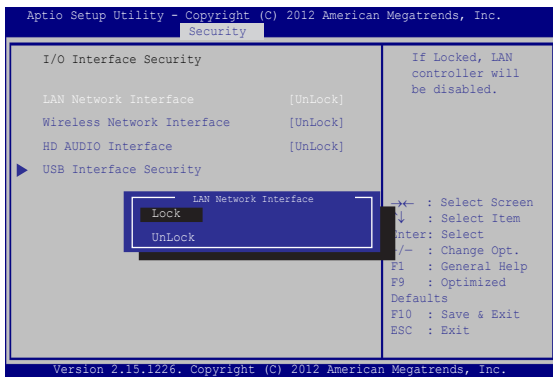 Aptio Setup Utility - Copyright (C) 2012 American Megatrends, Inc.
Security
I/O Interface Security
LAN Network Interface [UnLock]
Wireless Network Interface [UnLock]
HD AUDIO Interface [UnLock]
USB Interface Security
If Locked, LAN
controller will
be disabled.
LAN Network Interface
Lock
UnLock
→← : Select Screen
↑↓ : Select Item
Enter: Select
+/− : Change Opt.
F1 : General Help
F9 : Optimized
Defaults
F10 : Save & Exit
ESC : Exit
Version 2.15.1226. Copyright (C) 2012 American Megatrends, Inc.